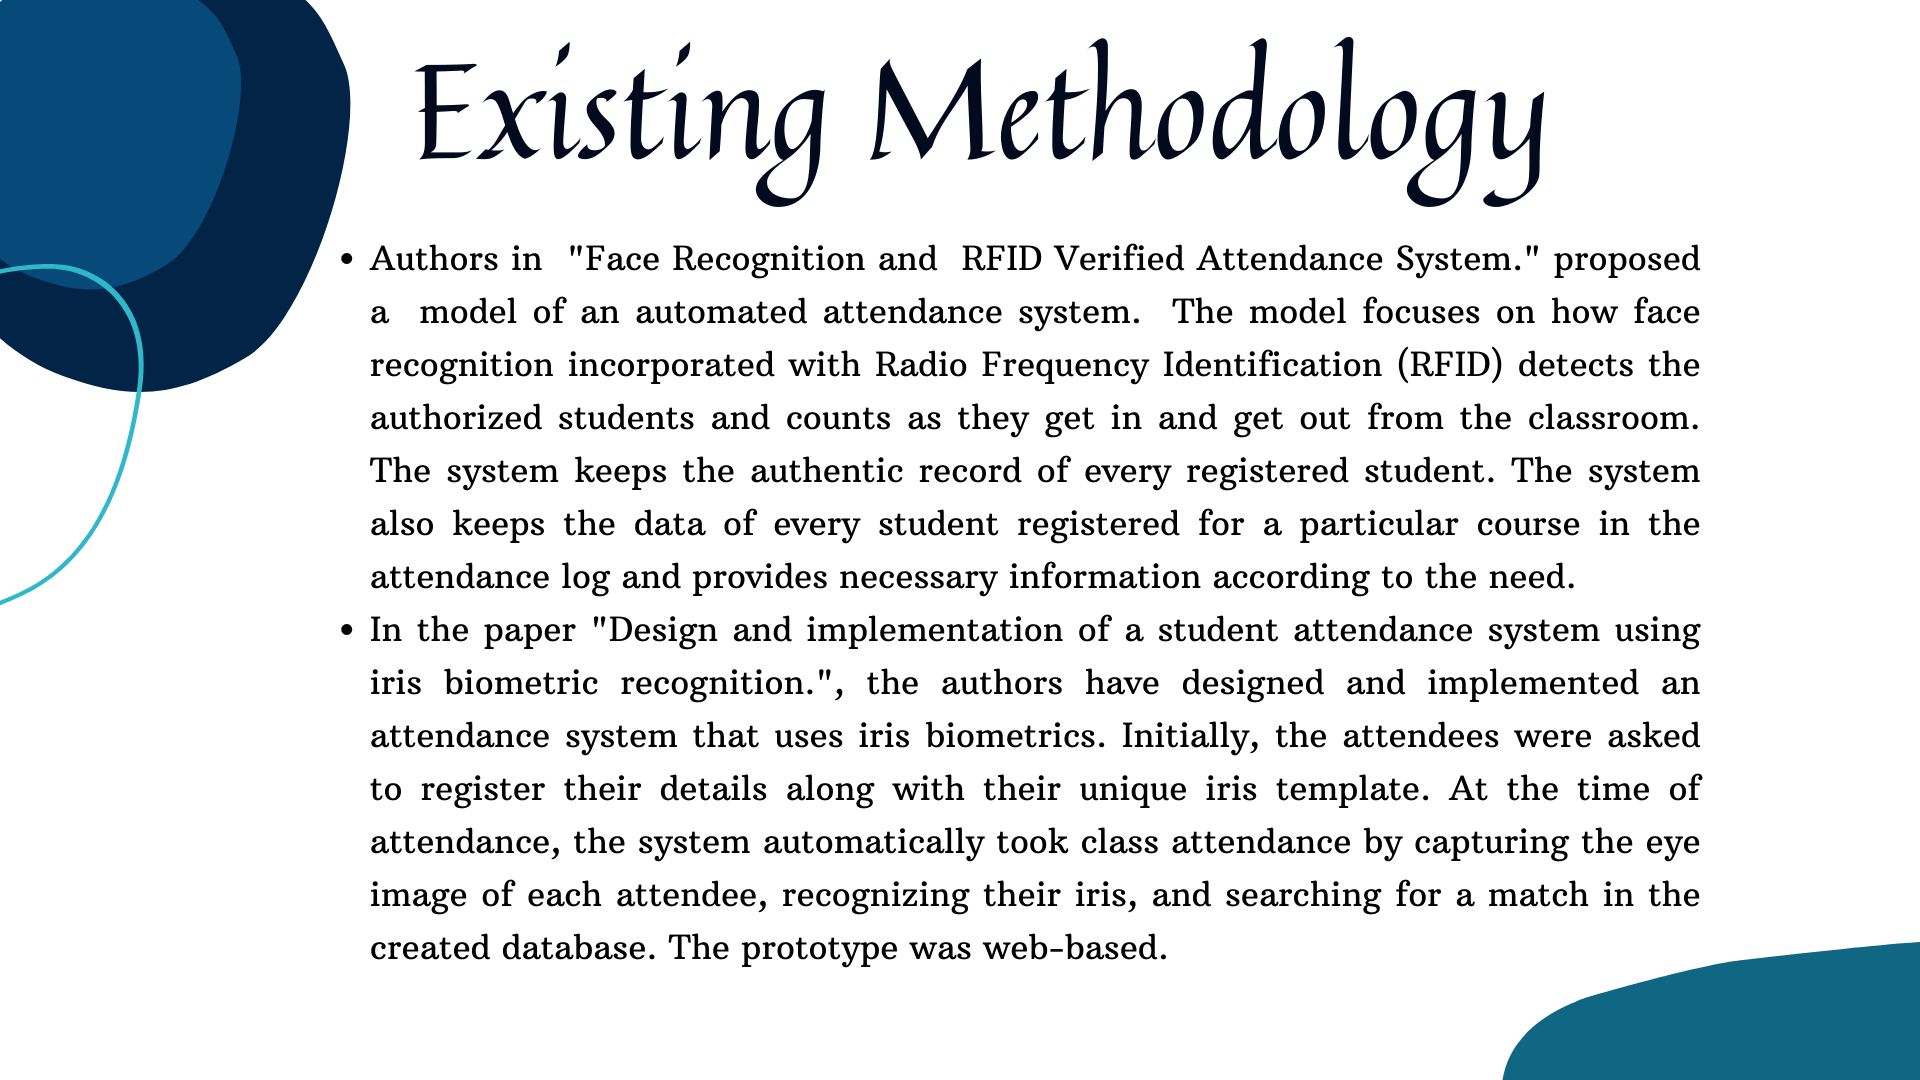 Existing Methodology
• Authors in "Face Recognition and RFID Verified Attendance System." proposed
a model of an automated attendance system. The model focuses on how face
recognition incorporated with Radio Frequency Identification (RFID) detects the
authorized students and counts as they get in and get out from the classroom.
The system keeps the authentic record of every registered student. The system
also keeps the data of every student registered for a particular course in the
attendance log and provides necessary information according to the need.
• In the paper "Design and implementation of a student attendance system using
iris biometric recognition.", the authors have designed and implemented an
attendance system that uses iris biometrics. Initially, the attendees were asked
to register their details along with their unique iris template. At the time of
attendance, the system automatically took class attendance by capturing the eye
image of each attendee, recognizing their iris, and searching for a match in the
created database. The prototype was web-based.